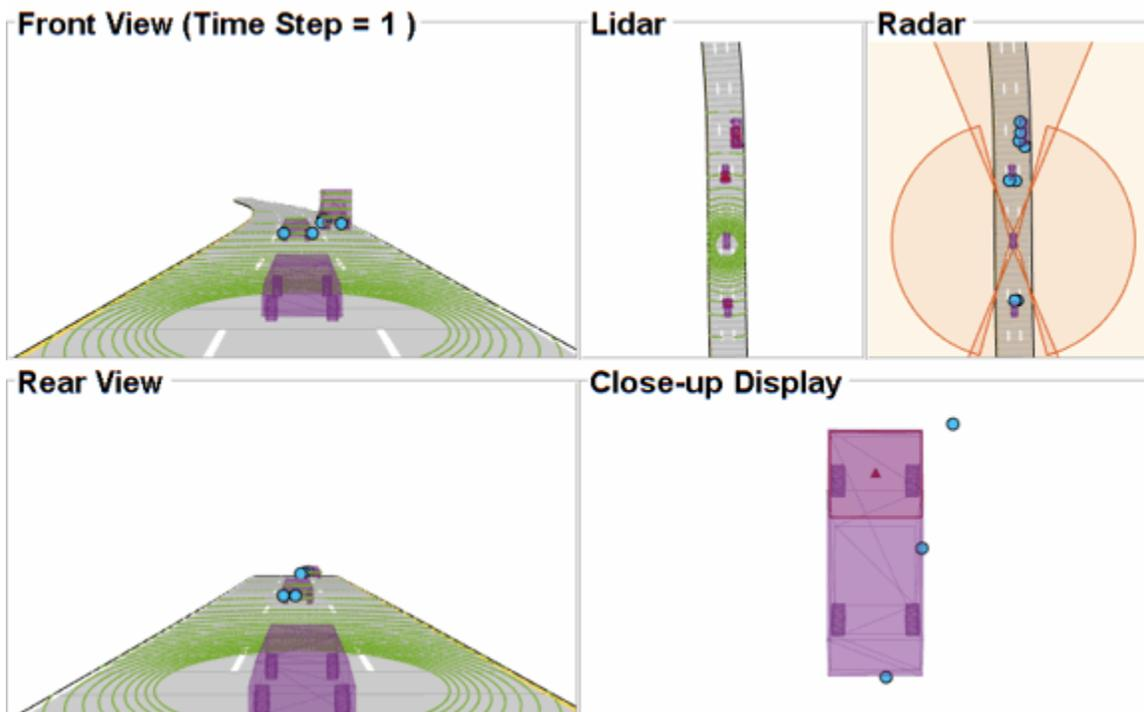 Front View (Time Step = 1 )
Lidar
Radar
Rear View
Close-up Display